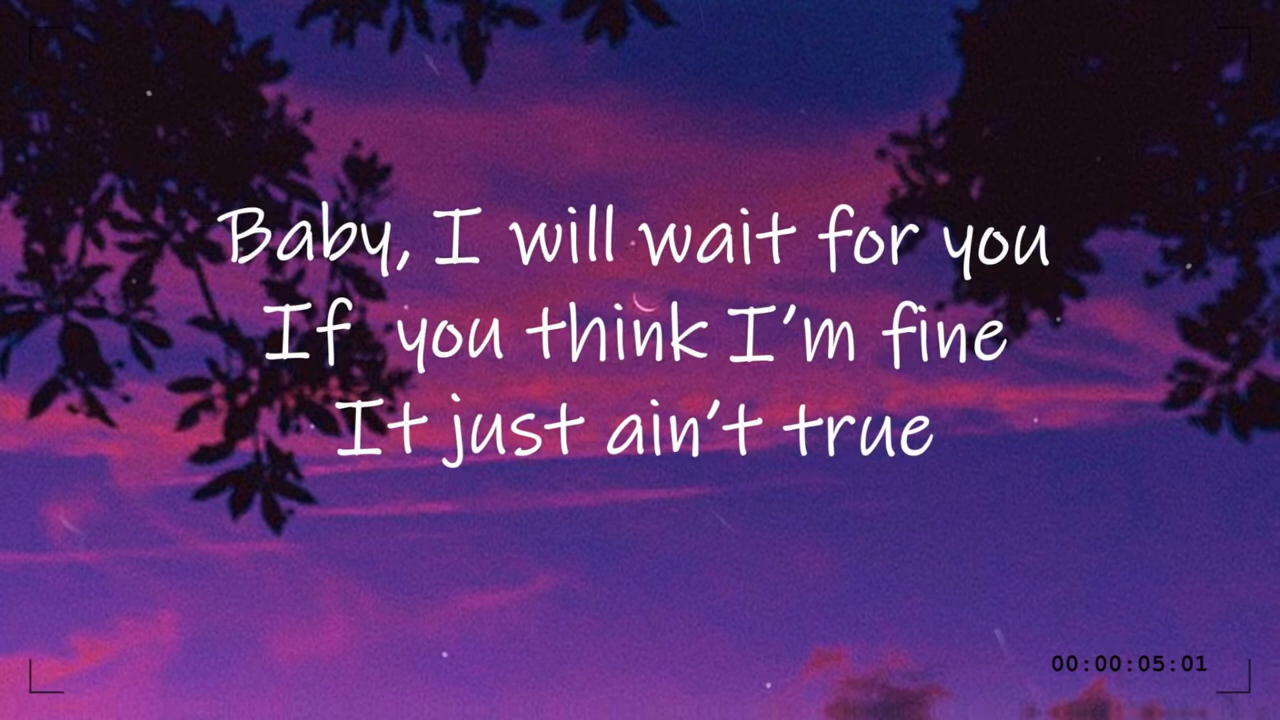 Baby, I will wait for you
If you think I’m fine
It just ain’t true
00:00:05:01